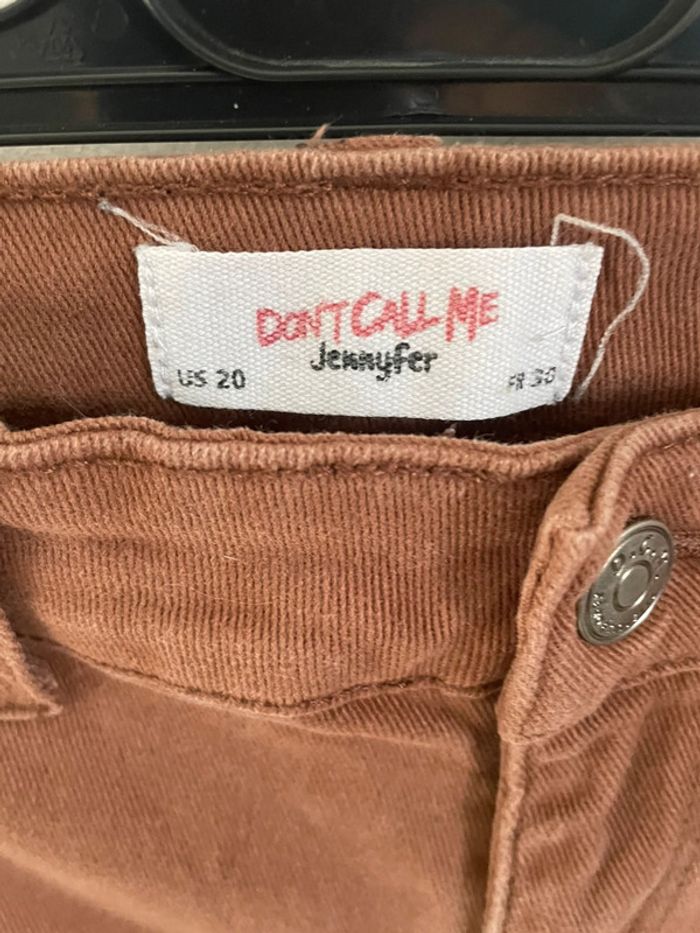 DON'T CALL ME
Jennyfer
US 20
FR 30
D.C.M